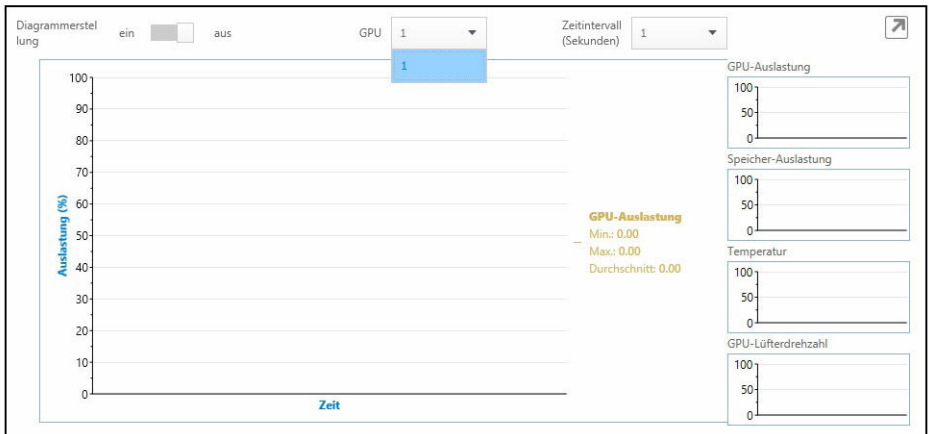 Diagrammerstel
lung
ein
aus
GPU
1
1
Zeitintervall
(Sekunden)
1
Auslastung (%)
100
90
80
70
60
50
40
30
20
10
0
Zeit
GPU-Auslastung
Min.: 0.00
Max.: 0.00
Durchschnitt: 0.00
GPU-Auslastung
100
50
0
Speicher-Auslastung
100
50
0
Temperatur
100
50
0
GPU-Lüfterdrehzahl
100
50
0